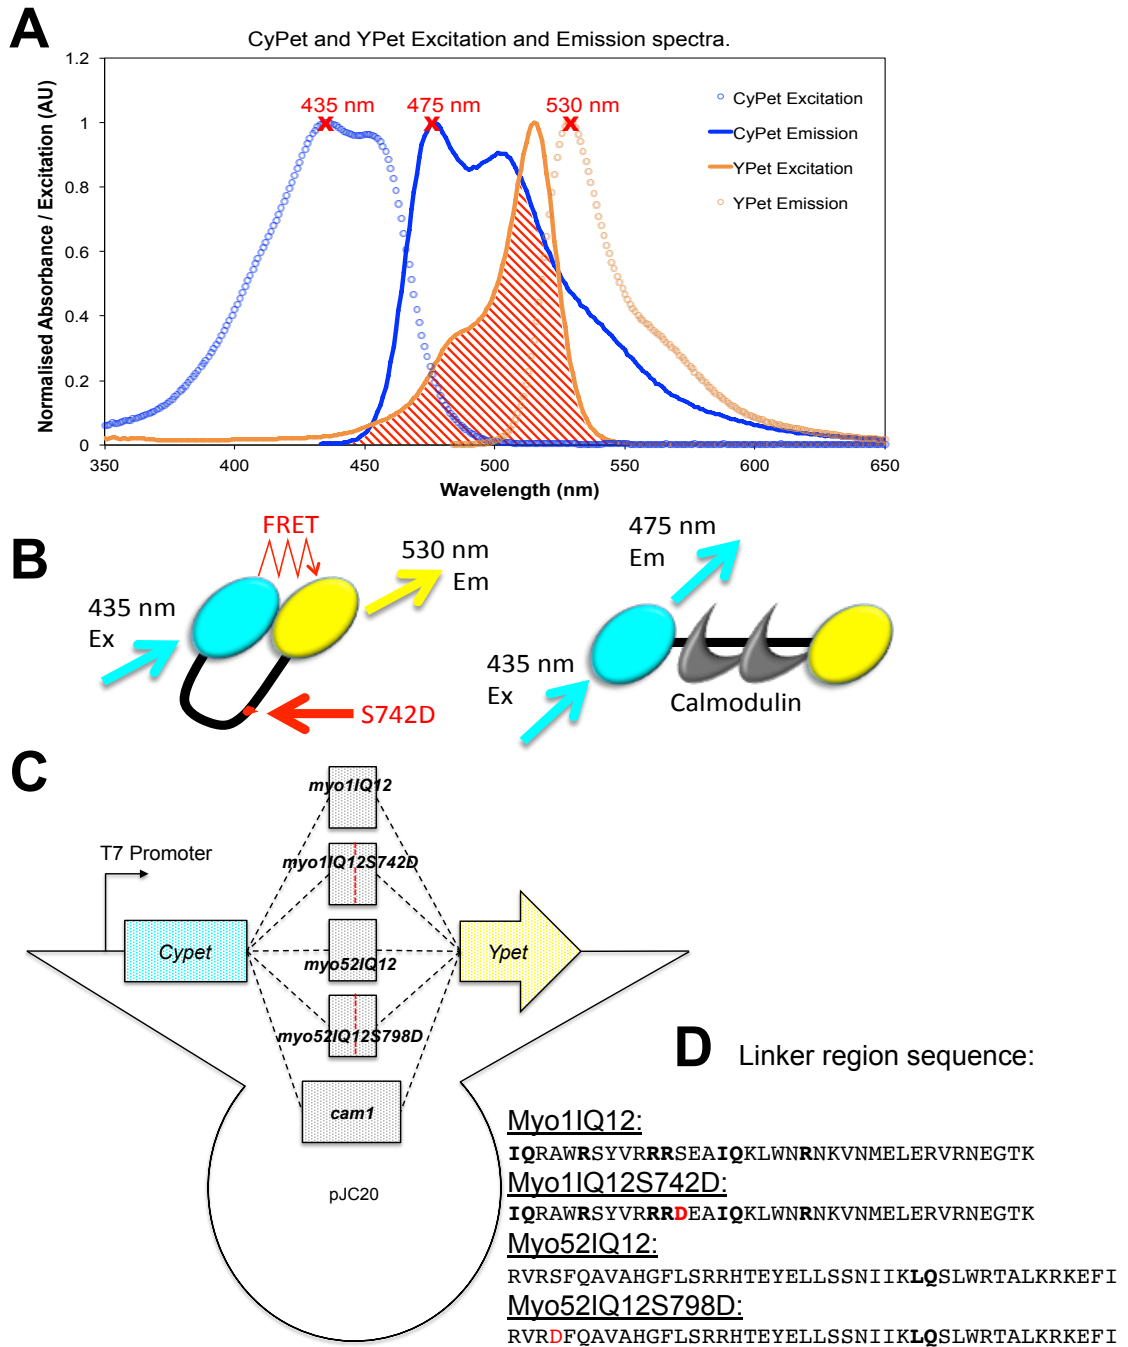 A
CyPet and YPet Excitation and Emission spectra.
Normalised Absorbance / Excitation (AU)
1.2
1
0.8
0.6
0.4
0.2
0
435 nm
475 nm
530 nm
CyPet Excitation
CyPet Emission
YPet Excitation
YPet Emission
350
400
450
500
550
600
650
Wavelength (nm)
B
FRET
435 nm
Ex
530 nm
Em
S742D
475 nm
Em
435 nm
Ex
Calmodulin
C
T7 Promoter
Cypet
myo1IQ12
myo1IQ12S742D
myo52IQ12
myo52IQ12S798D
cam1
Ypet
pJC20
D Linker region sequence:
Myo1IQ12:
IQRAWRSYVRRRSEAIQKLWNRNKVNMELERVRNEGTK
Myo1IQ12S742D:
IQRAWRSYVRRRDEAIQKLWNRNKVNMELERVRNEGTK
Myo52IQ12:
RVRSFQAVAHGFLSRRHTEYELLSSNIIKLQSLWRTALKRKEFI
Myo52IQ12S798D:
RVRDFQAVAHGFLSRRHTEYELLSSNIIKLQSLWRTALKRKEFI